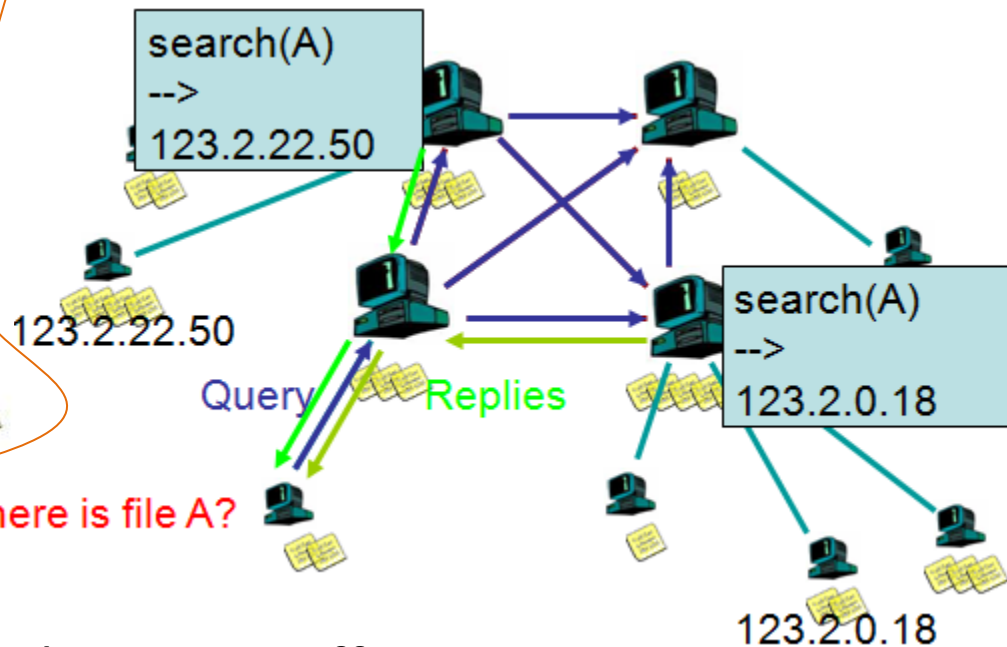 search(A)
-->
123.2.22.50
123.2.22.50
search(A)
-->
123.2.0.18
Query
Replies
here is file A?
123.2.0.18